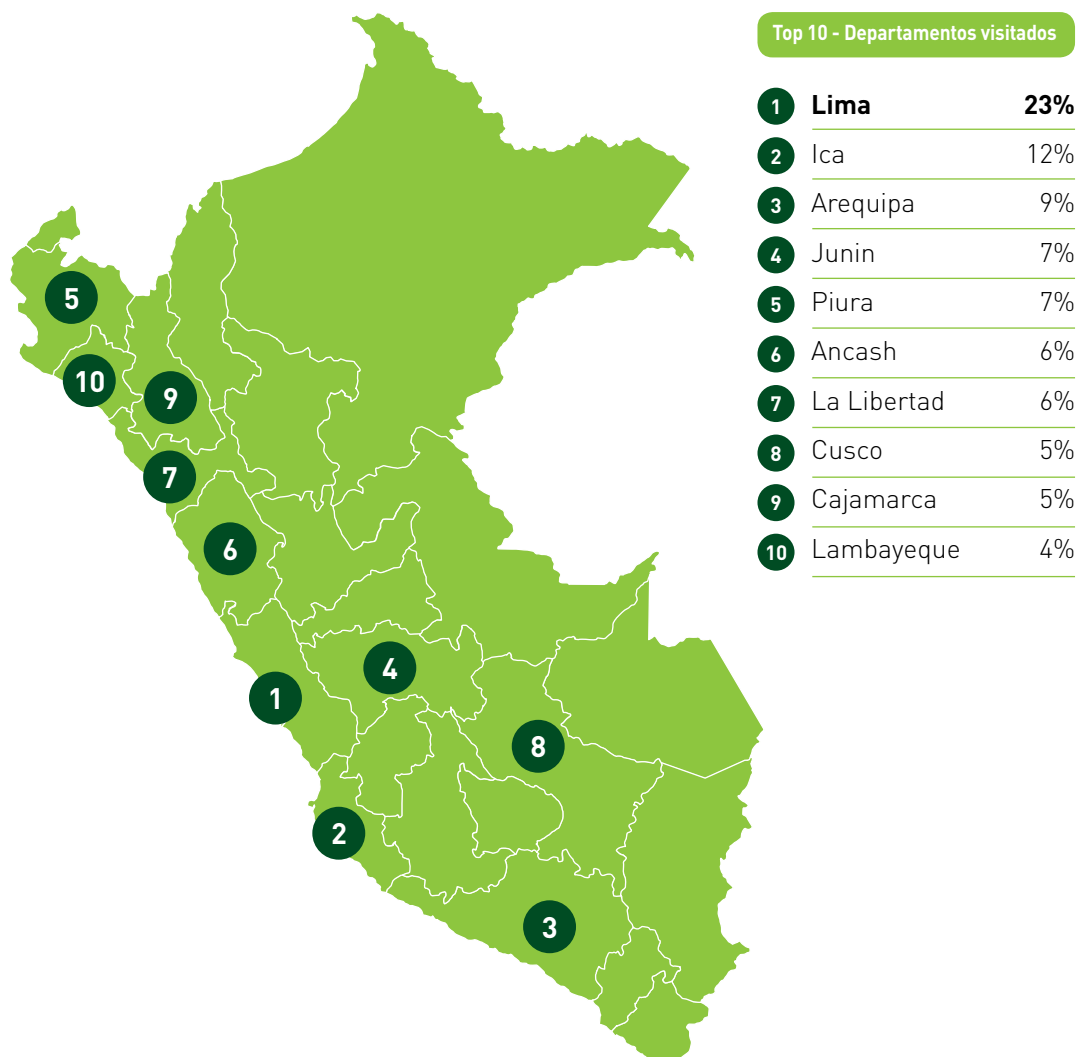 Top 10 - Departamentos visitados
1 Lima 23%
2 Ica 12%
3 Arequipa 9%
4 Junin 7%
5 Piura 7%
6 Ancash 6%
7 La Libertad 6%
8 Cusco 5%
9 Cajamarca 5%
10 Lambayeque 4%
5
10
9
7
6
4
1
8
2
3